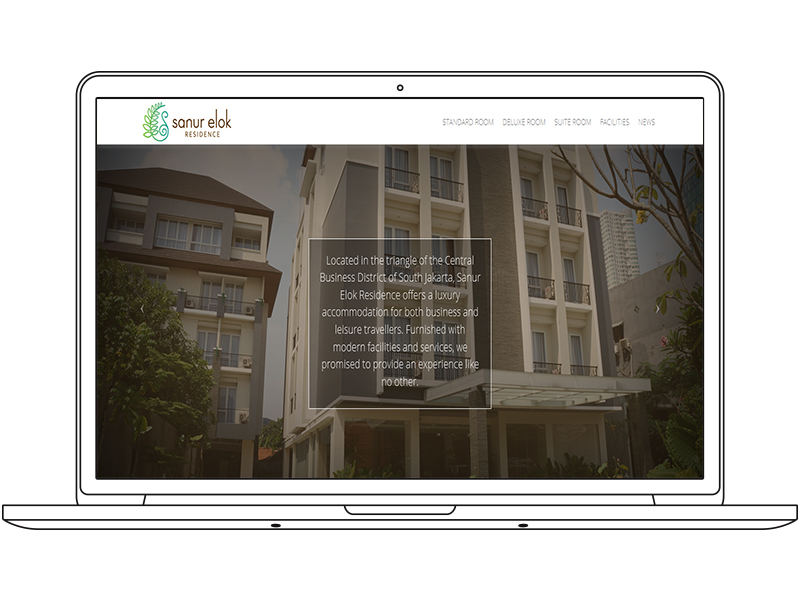 sanur elok
RESIDENCE
STANDARD ROOM DELUXE ROOM SUITE ROOM FACILITIES NEWS
Located in the triangle of the Central
Business District of South Jakarta, Sanur
Elok Residence offers a luxury
accommodation for both business and
leisure travellers. Furnished with
modern facilities and services, we
promised to provide an experience like
no other.